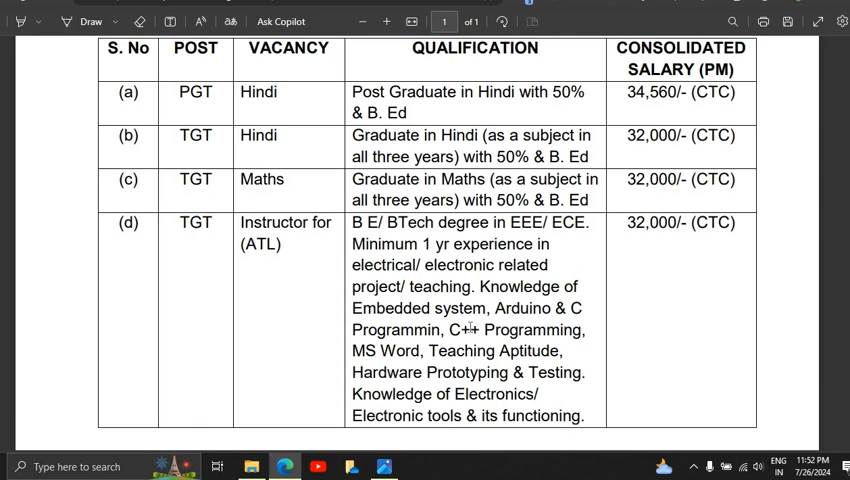 Draw
Ask Copilot
1
of 1
S. No POST VACANCY QUALIFICATION CONSOLIDATED
SALARY (PM)
(a) PGT Hindi Post Graduate in Hindi with 50% 34,560/- (CTC)
& B. Ed
(b) TGT Hindi Graduate in Hindi (as a subject in 32,000/- (CTC)
all three years) with 50% & B. Ed
(c) TGT Maths Graduate in Maths (as a subject in 32,000/- (CTC)
all three years) with 50% & B. Ed
(d) TGT Instructor for B E/ BTech degree in EEE/ ECE. 32,000/- (CTC)
(ATL) Minimum 1 yr experience in
electrical/ electronic related
project/ teaching. Knowledge of
Embedded system, Arduino & C
Programmin, C++ Programming,
MS Word, Teaching Aptitude,
Hardware Prototyping & Testing.
Knowledge of Electronics/
Electronic tools & its functioning.
Type here to search
ENG 11:52 PM
IN 7/26/2024